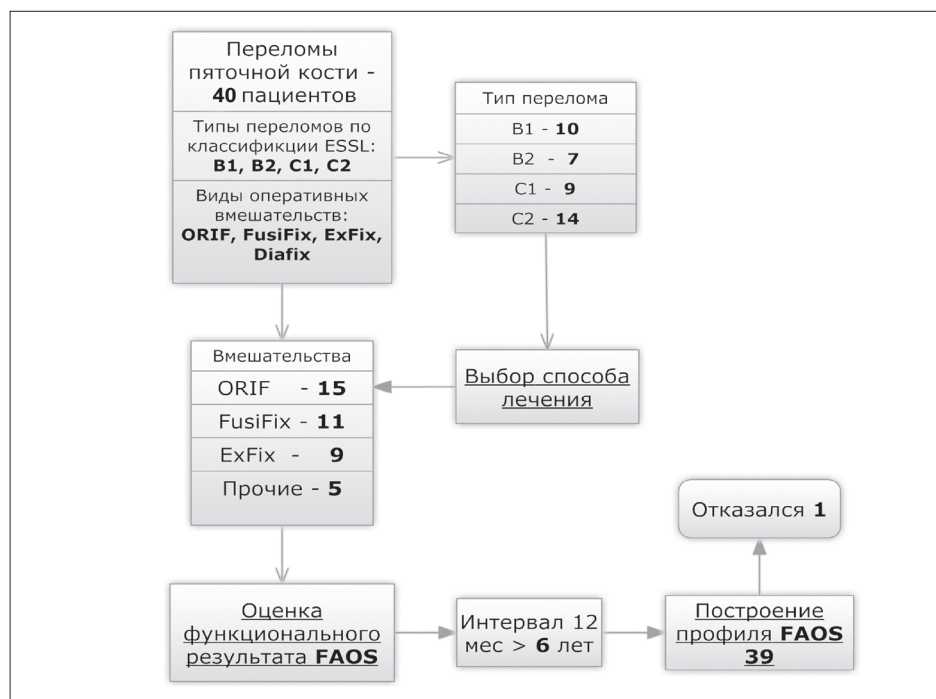 Переломы
пяточной кости -
40 пациентов
Типы переломов по
классификции ESSL:
B1, B2, C1, C2
Виды оперативных
вмешательств:
ORIF, FusiFix, ExFix,
Diafix
Тип перелома
B1 - 10
B2 - 7
C1 - 9
C2 - 14
Вмешательства
ORIF - 15
FusiFix - 11
ExFix - 9
Прочие - 5
Выбор способа
лечения
Отказался 1
Оценка
функционального
результата FAOS
Интервал 12
мес > 6 лет
Построение
профиля FAOS
39